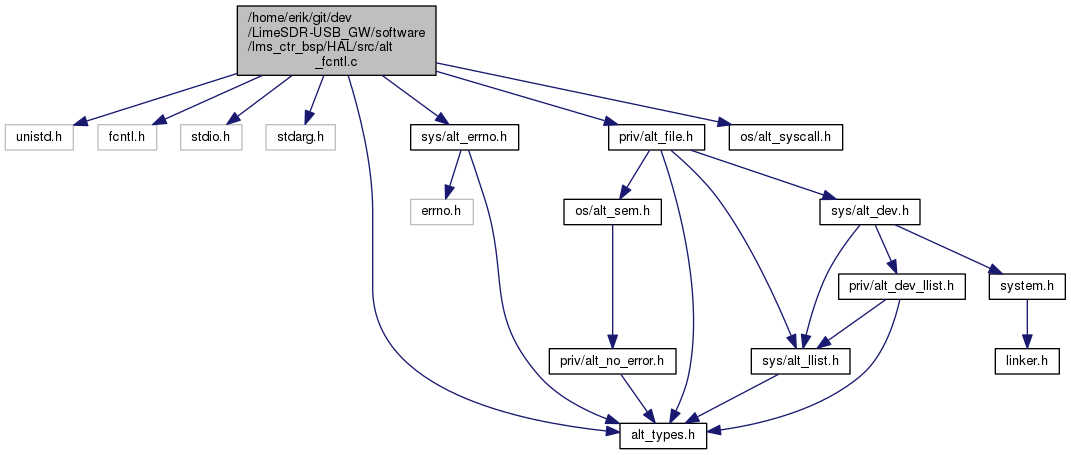 /home/erik/git/dev
/LimeSDR-USB_GW/software
/lms_ctr_bsp/HAL/src/alt
_fcntl.c
unistd.h
fcntl.h
stdio.h
stdarg.h
sys/alt_errno.h
priv/alt_file.h
os/alt_syscall.h
errno.h
os/alt_sem.h
sys/alt_dev.h
priv/alt_dev_llist.h
system.h
priv/alt_no_error.h
sys/alt_llist.h
linker.h
alt_types.h